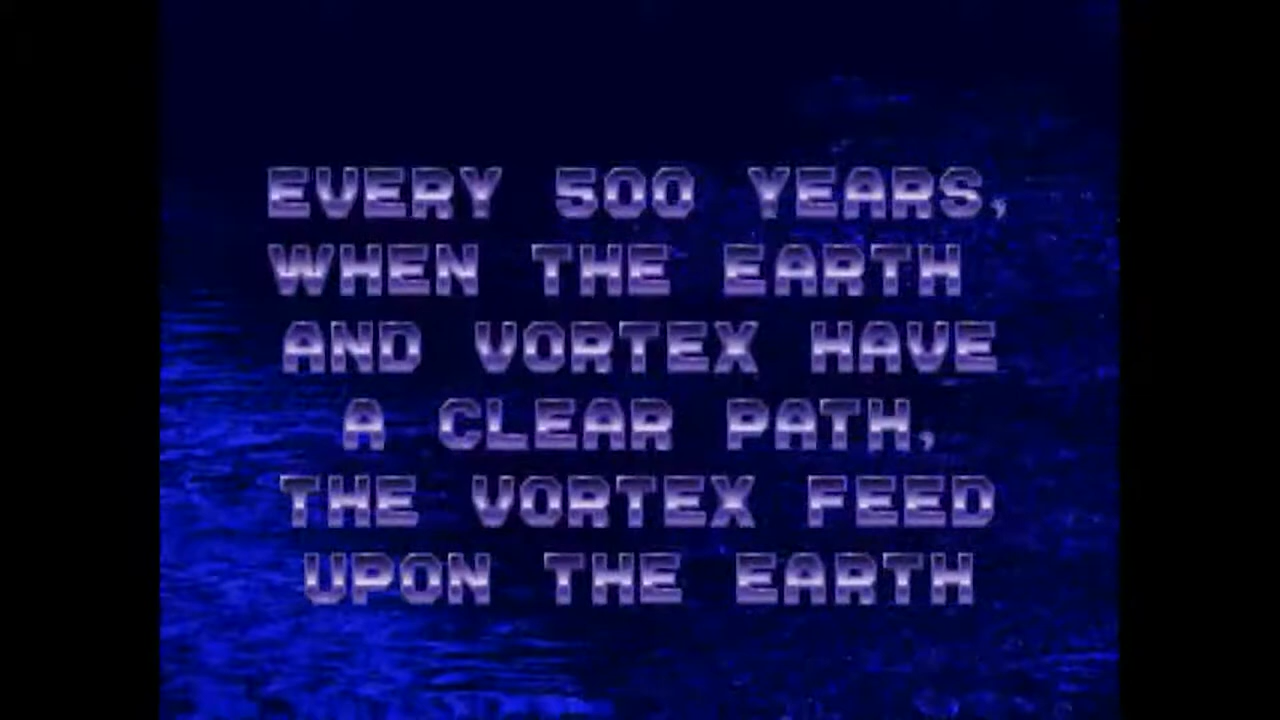 EVERY 500 YEARS,
WHEN THE EARTH
AND VORTEX HAVE
A CLEAR PATH,
THE VORTEX FEED
UPON THE EARTH